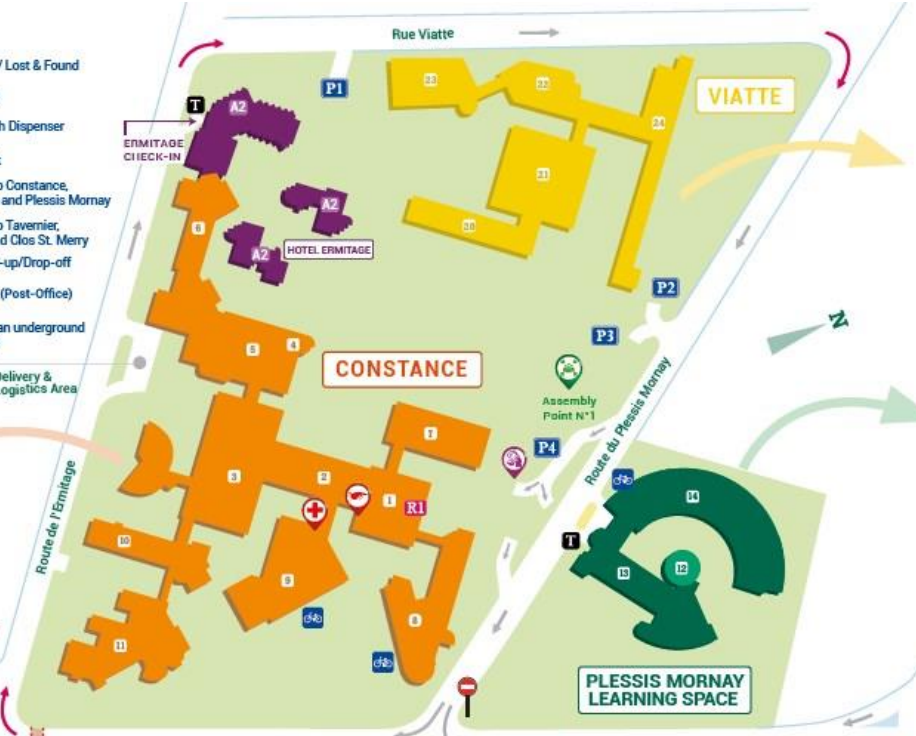 Rue Viatte
/ Lost & Found
P1
23
22
VIATTE
T
A2
24
h Dispenser
ERMITAGE
CHECK-IN
21
o Constance,
and Plessis Mornay
A2
6
20
o Tavernier,
d Clos St. Merry
A2
HOTEL ERMITAGE
-up/Drop-off
(Post-Office)
P2
N
an underground
P3
5
4
CONSTANCE
Delivery &
ogistics Area
Assembly
Point N°1
Route du Plessis Mornay
7
P4
Route de l'Ermitage
3
2
1
R1
14
10
T
9
13
12
8
11
PLESSIS MORNAY
LEARNING SPACE